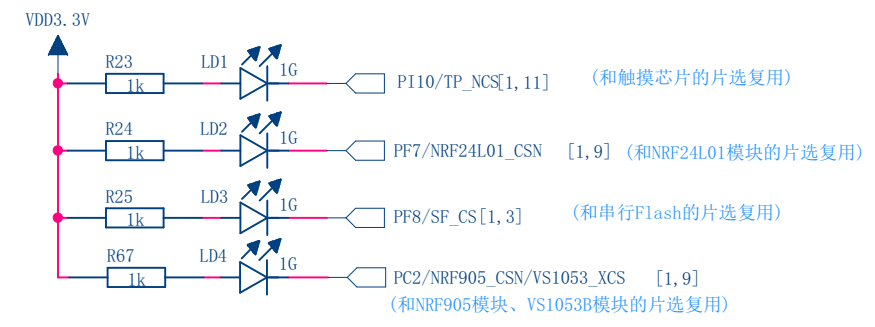 VDD3.3V
R23 LD1
1k 1G PI10/TP_NCS[1,11] (和触摸芯片的片选复用)
R24 LD2
1k 1G PF7/NRF24L01_CSN [1,9] (和NRF24L01模块的片选复用)
R25 LD3
1k 1G PF8/SF_CS[1,3] (和串行Flash的片选复用)
R67 LD4
1k 1G PC2/NRF905_CSN/VS1053_XCS [1,9]
(和NRF905模块、VS1053B模块的片选复用)